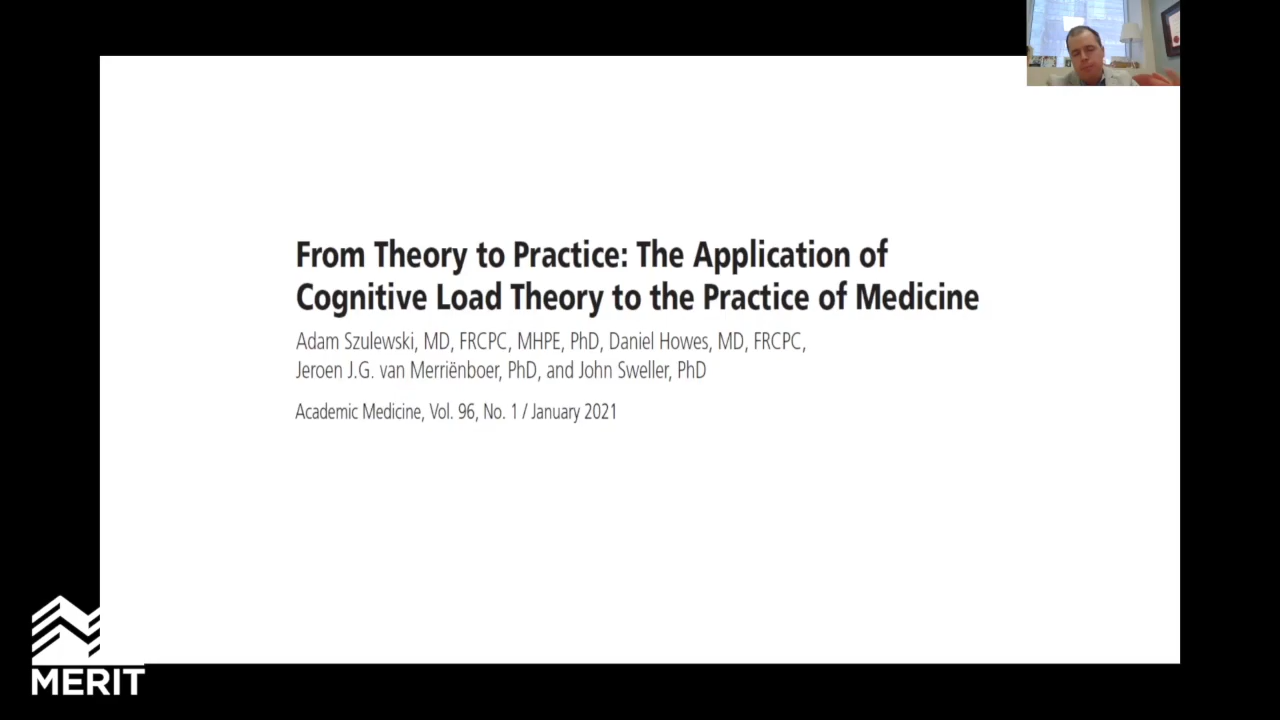 From Theory to Practice: The Application of
Cognitive Load Theory to the Practice of Medicine
Adam Szulewski, MD, FRCPC, MHPE, PhD, Daniel Howes, MD, FRCPC,
Jeroen J.G. van Merriënboer, PhD, and John Sweller, PhD
Academic Medicine, Vol. 96, No. 1 / January 2021
MERIT